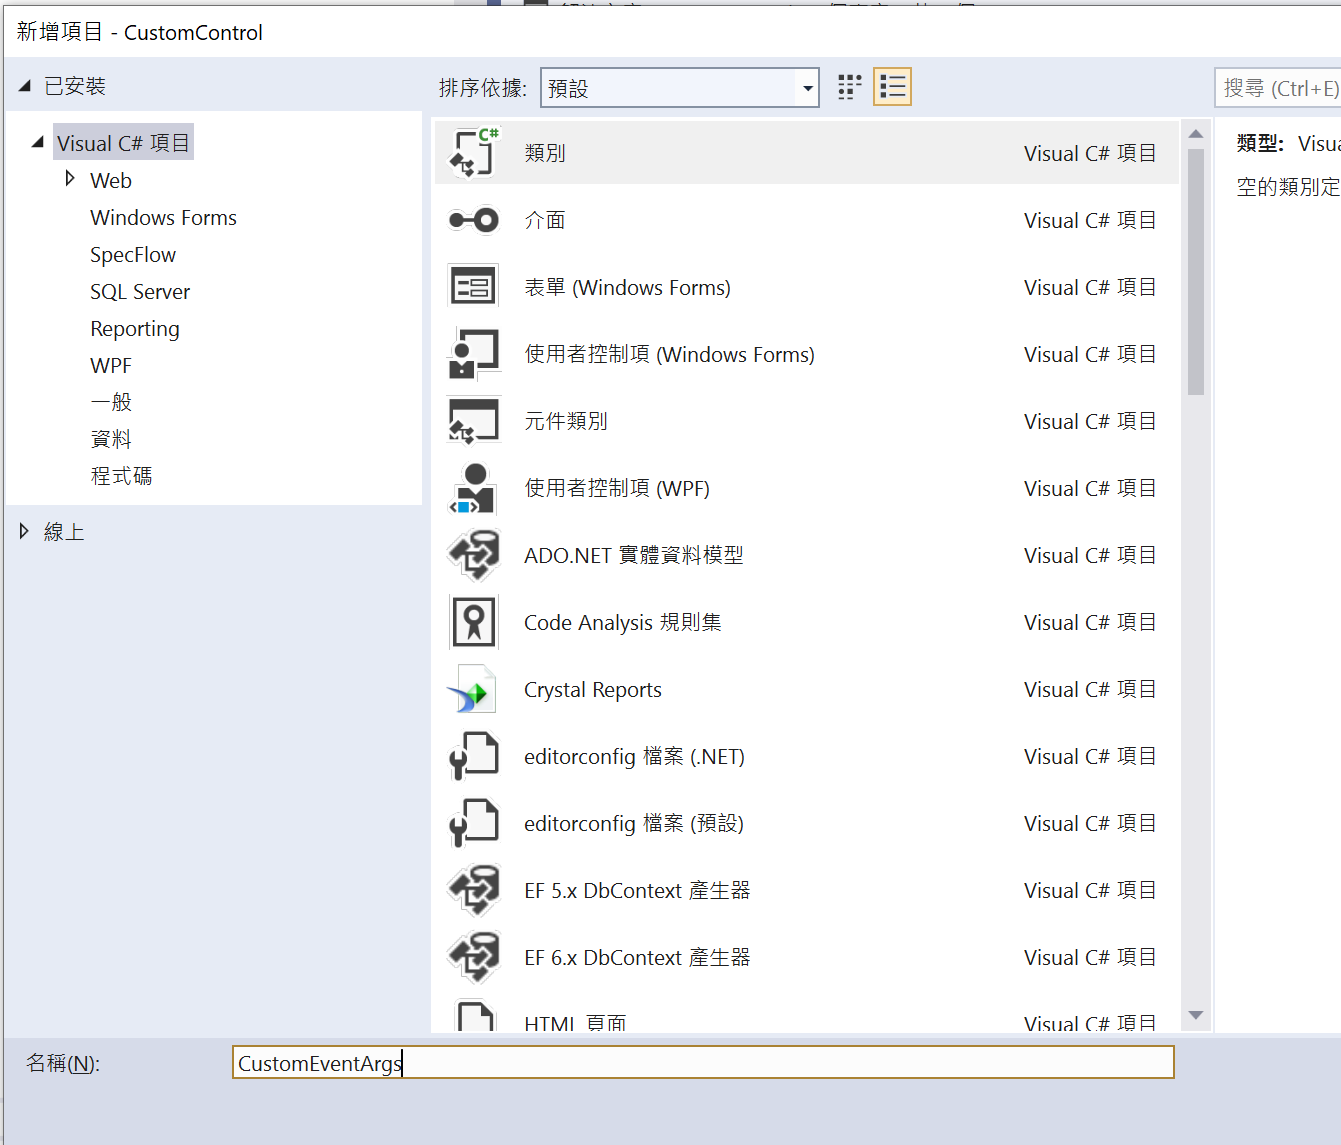 新增項目 - CustomControl
已安裝
排序依據:
預設
搜尋 (Ctrl+E)
Visual C# 項目
Web
Windows Forms
SpecFlow
SQL Server
Reporting
WPF
一般
資料
程式碼
線上
類別 Visual C# 項目
介面 Visual C# 項目
表單 (Windows Forms) Visual C# 項目
使用者控制項 (Windows Forms) Visual C# 項目
元件類別 Visual C# 項目
使用者控制項 (WPF) Visual C# 項目
ADO.NET 實體資料模型 Visual C# 項目
Code Analysis 規則集 Visual C# 項目
Crystal Reports Visual C# 項目
editorconfig 檔案 (.NET) Visual C# 項目
editorconfig 檔案 (預設) Visual C# 項目
EF 5.x DbContext 產生器 Visual C# 項目
EF 6.x DbContext 產生器 Visual C# 項目
HTML 頁面 Visual C# 項目
類型: Visua
空的類別定
名稱(N):
CustomEventArgs